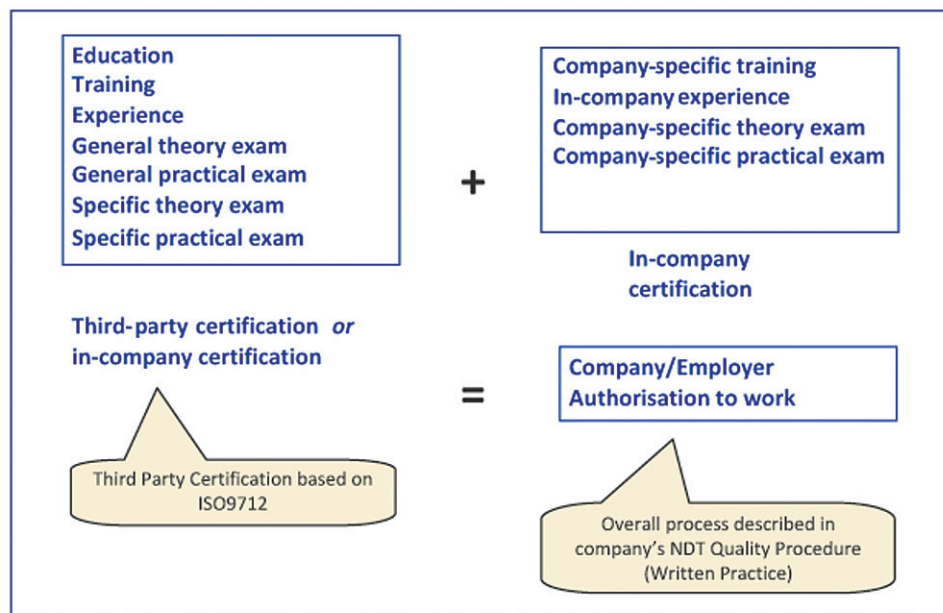 Education
Training
Experience
General theory exam
General practical exam
Specific theory exam
Specific practical exam
+
Company-specific training
In-company experience
Company-specific theory exam
Company-specific practical exam
In-company
certification
Third-party certification or
in-company certification
=
Company/Employer
Authorisation to work
Third Party Certification based on
ISO9712
Overall process described in
company's NDT Quality Procedure
(Written Practice)